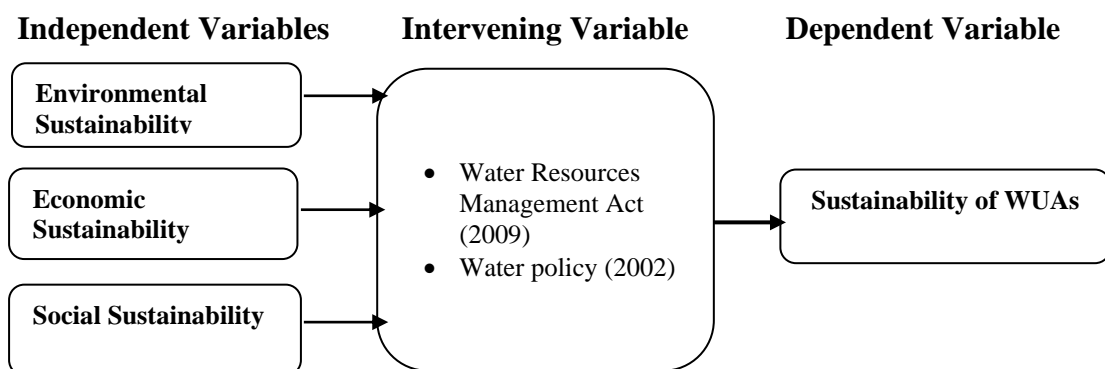 Independent Variables
Intervening Variable
Dependent Variable
Environmental
Sustainability
Economic
Sustainability
Social Sustainability
• Water Resources
Management Act
(2009)
• Water policy (2002)
Sustainability of WUAs